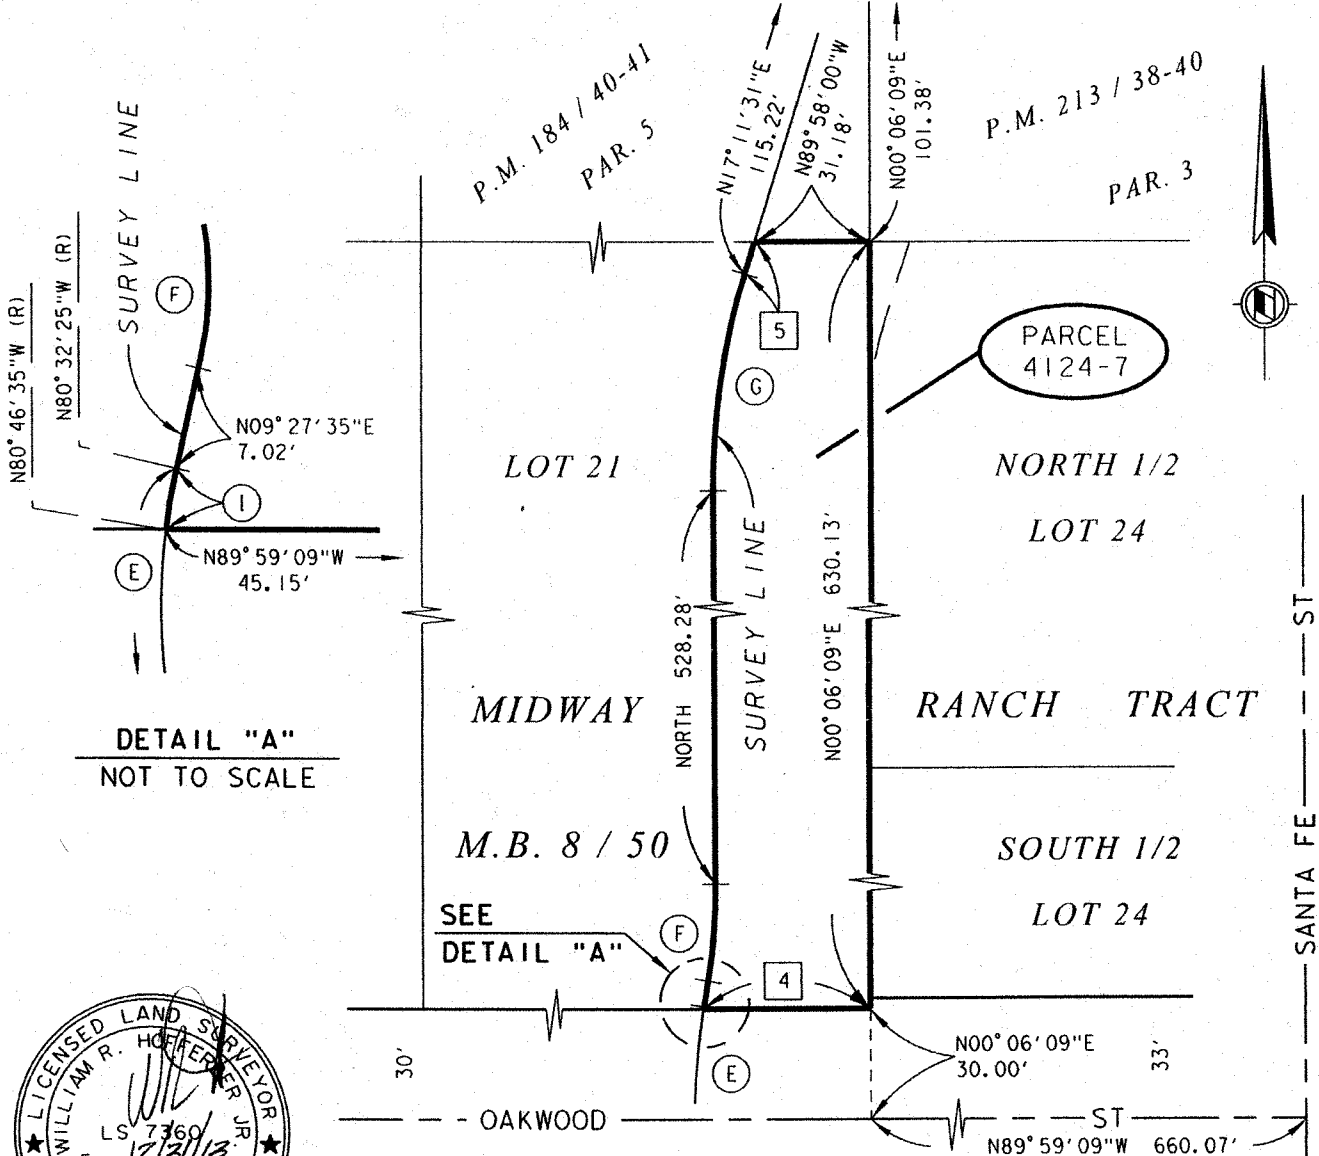 P.M. 184 / 40-41
PAR. 5
N17°11'31"E
115.22'
N89°58'00"W
31.18'
N00°06'09"E
101.38'
P.M. 213 / 38-40
PAR. 3
SURVEY LINE
N80°46'35"W (R)
N80°32'25"W (R)
F
N09°27'35"E
7.02'
I
E
N89°59'09"W
45.15'
DETAIL "A"
NOT TO SCALE
5
G
PARCEL
4124-7
LOT 21
NORTH 1/2
LOT 24
NORTH 528.28'
SURVEY LINE
N00°06'09"E 630.13'
MIDWAY
RANCH TRACT
M.B. 8 / 50
SOUTH 1/2
LOT 24
SEE
DETAIL "A"
F
4
E
N00°06'09"E
30.00'
30'
33'
SANTA FE ST
OAKWOOD ST
N89°59'09"W 660.07'
LICENSED LAND SURVEYOR
WILLIAM R. HOFFERBER JR
LS 7360
12/31/13